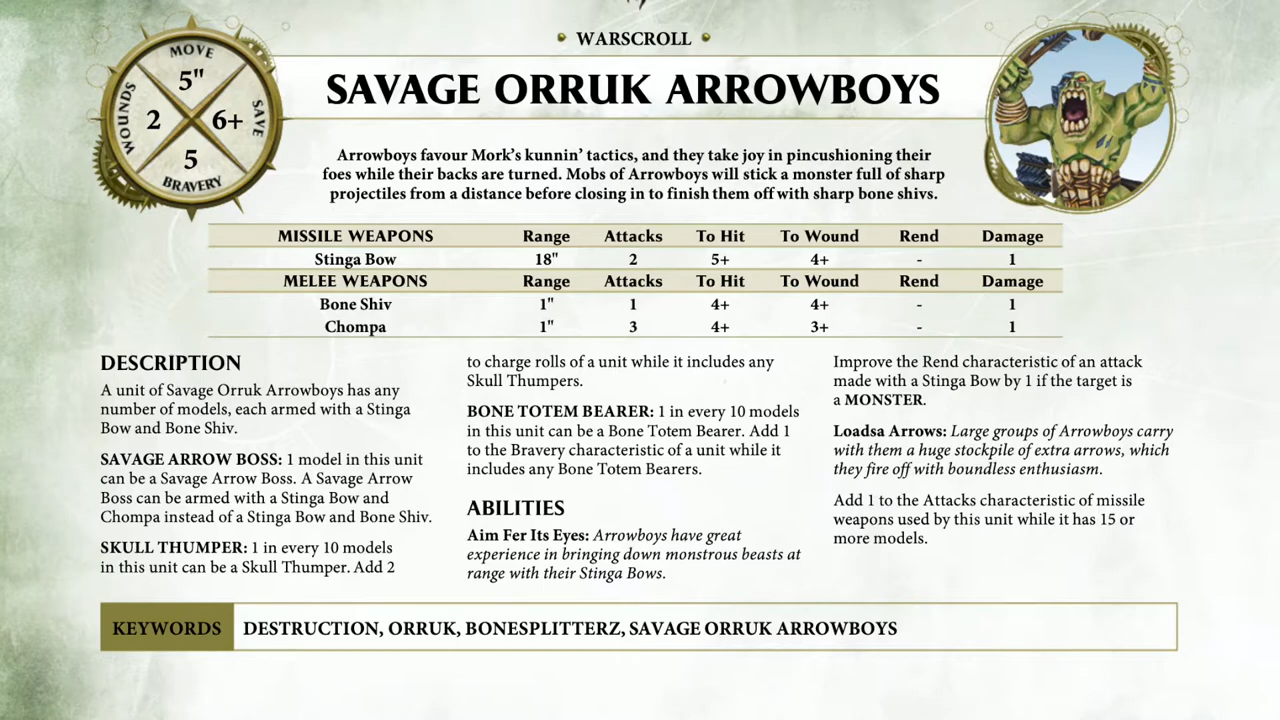 WARSCROLL
SAVAGE ORRUK ARROWBOYS
MOVE
5"
WOUNDS
2
6+
SAVE
5
BRAVERY
Arrowboys favour Mork's kunnin' tactics, and they take joy in pincushioning their
foes while their backs are turned. Mobs of Arrowboys will stick a monster full of sharp
projectiles from a distance before closing in to finish them off with sharp bone shivs.
MISSILE WEAPONS Range Attacks To Hit To Wound Rend Damage
Stinga Bow 18" 2 5+ 4+ - 1
MELEE WEAPONS Range Attacks To Hit To Wound Rend Damage
Bone Shiv 1" 1 4+ 4+ - 1
Chompa 1" 3 4+ 3+ - 1
DESCRIPTION
A unit of Savage Orruk Arrowboys has any
number of models, each armed with a Stinga
Bow and Bone Shiv.
SAVAGE ARROW BOSS: 1 model in this unit
can be a Savage Arrow Boss. A Savage Arrow
Boss can be armed with a Stinga Bow and
Chompa instead of a Stinga Bow and Bone Shiv.
SKULL THUMPER: 1 in every 10 models
in this unit can be a Skull Thumper. Add 2
to charge rolls of a unit while it includes any
Skull Thumpers.
BONE TOTEM BEARER: 1 in every 10 models
in this unit can be a Bone Totem Bearer. Add 1
to the Bravery characteristic of a unit while it
includes any Bone Totem Bearers.
ABILITIES
Aim Fer Its Eyes: Arrowboys have great
experience in bringing down monstrous beasts at
range with their Stinga Bows.
Improve the Rend characteristic of an attack
made with a Stinga Bow by 1 if the target is
a MONSTER.
Loadsa Arrows: Large groups of Arrowboys carry
with them a huge stockpile of extra arrows, which
they fire off with boundless enthusiasm.
Add 1 to the Attacks characteristic of missile
weapons used by this unit while it has 15 or
more models.
KEYWORDS DESTRUCTION, ORRUK, BONESPLITTERZ, SAVAGE ORRUK ARROWBOYS